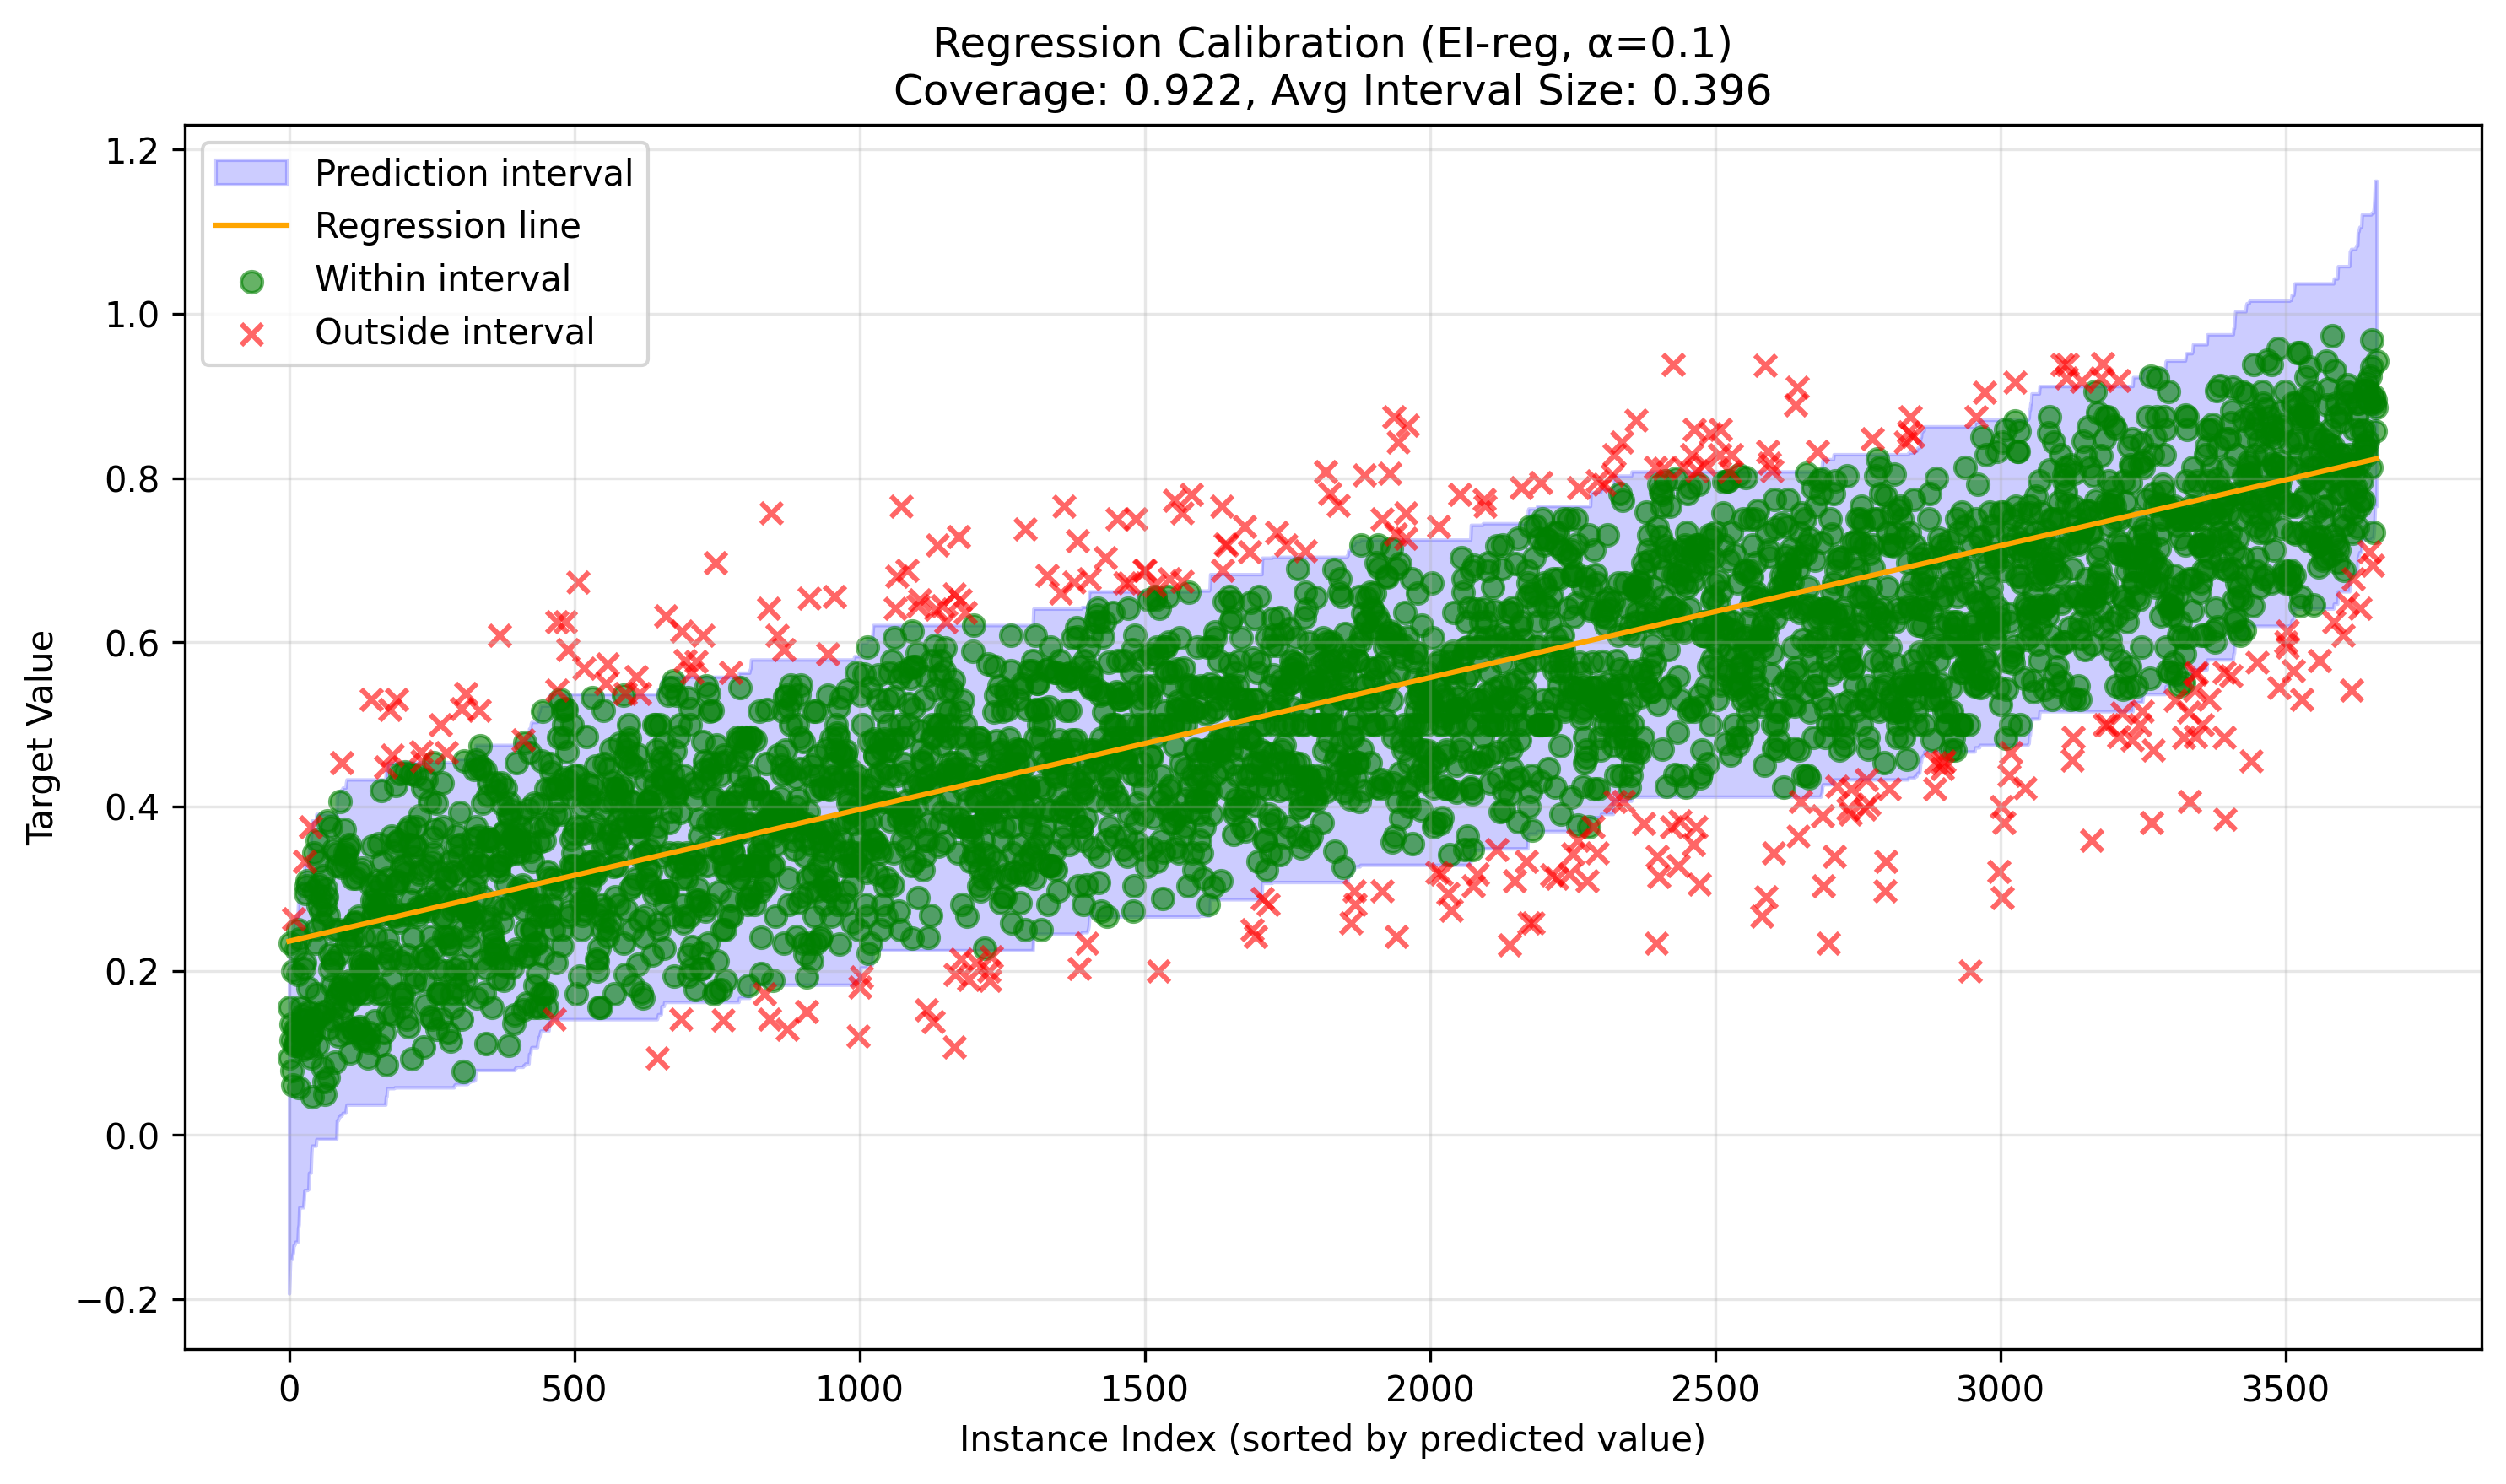 Regression Calibration (EI-reg, α=0.1)
Coverage: 0.922, Avg Interval Size: 0.396
Prediction interval
Regression line
Within interval
Outside interval
Target Value
1.2
1.0
0.8
0.6
0.4
0.2
0.0
−0.2
0 500 1000 1500 2000 2500 3000 3500
Instance Index (sorted by predicted value)